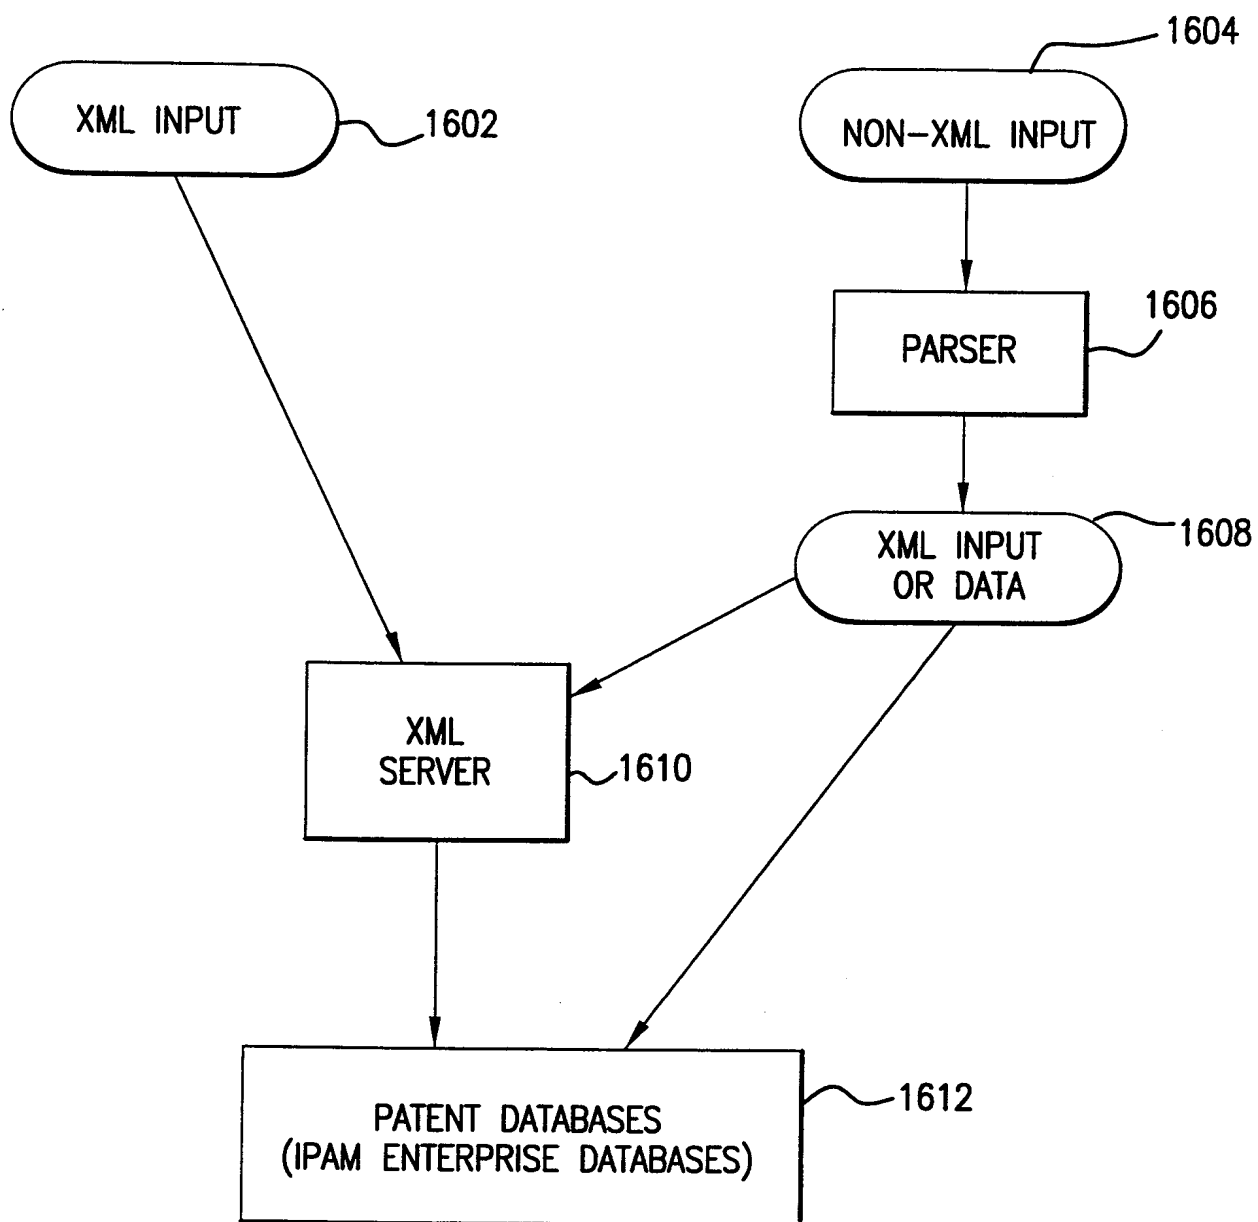 1604
XML INPUT
1602
NON-XML INPUT
1606
PARSER
1608
XML INPUT
OR DATA
XML
SERVER
1610
PATENT DATABASES
(IPAM ENTERPRISE DATABASES)
1612